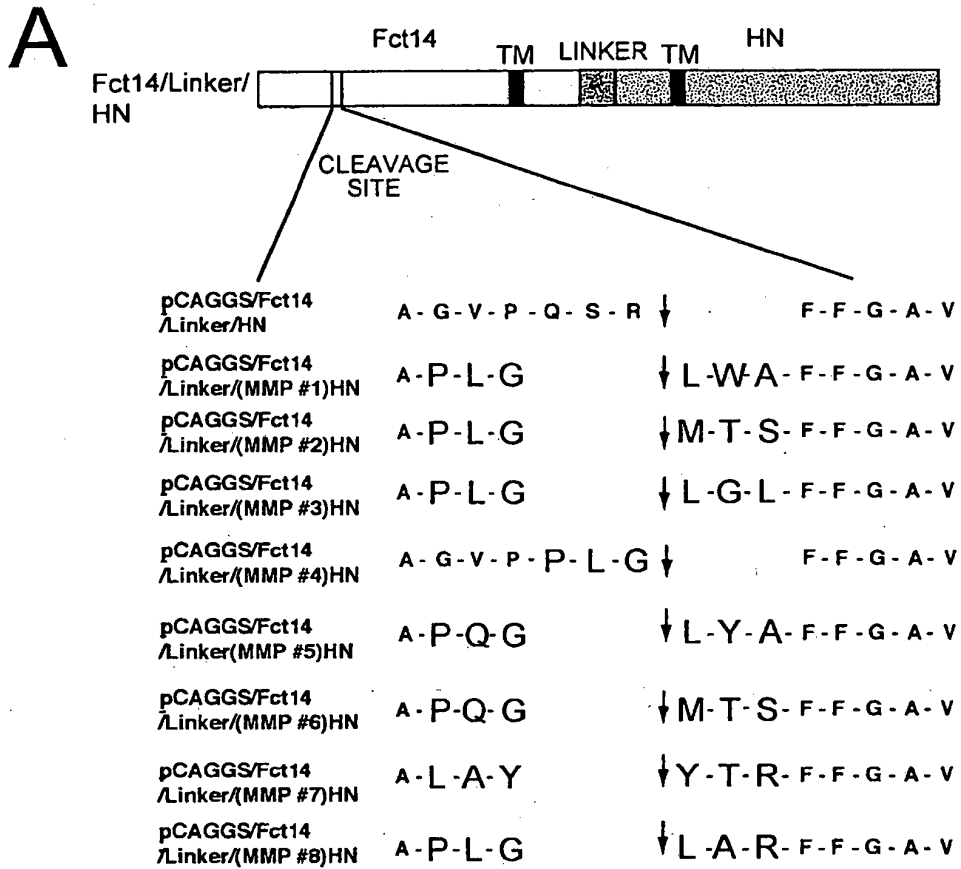 A
Fct14 TM LINKER TM HN
Fct14/Linker/
HN
CLEAVAGE
SITE
pCAGGS/Fct14
/Linker/HN
A - G - V - P - Q - S - R ↓ F - F - G - A - V
pCAGGS/Fct14
/Linker/(MMP #1)HN
A - P - L - G ↓ L - W - A - F - F - G - A - V
pCAGGS/Fct14
/Linker/(MMP #2)HN
A - P - L - G ↓ M - T - S - F - F - G - A - V
pCAGGS/Fct14
/Linker/(MMP #3)HN
A - P - L - G ↓ L - G - L - F - F - G - A - V
pCAGGS/Fct14
/Linker/(MMP #4)HN
A - G - V - P - P - L - G ↓ F - F - G - A - V
pCAGGS/Fct14
/Linker(MMP #5)HN
A - P - Q - G ↓ L - Y - A - F - F - G - A - V
pCAGGS/Fct14
/Linker/(MMP #6)HN
A - P - Q - G ↓ M - T - S - F - F - G - A - V
pCAGGS/Fct14
/Linker/(MMP #7)HN
A - L - A - Y ↓ Y - T - R - F - F - G - A - V
pCAGGS/Fct14
/Linker/(MMP #8)HN
A - P - L - G ↓ L - A - R - F - F - G - A - V